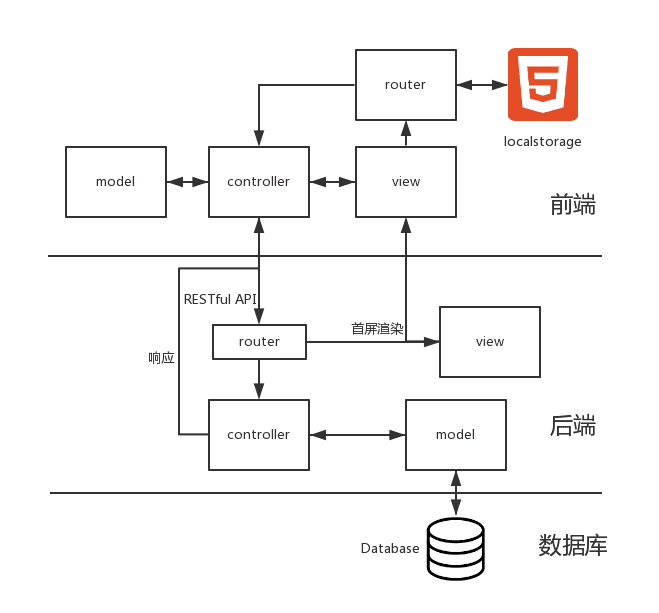 router
localstorage
model
controller
view
前端
RESTful API
首屏渲染
router
view
响应
controller
model
后端
Database
数据库